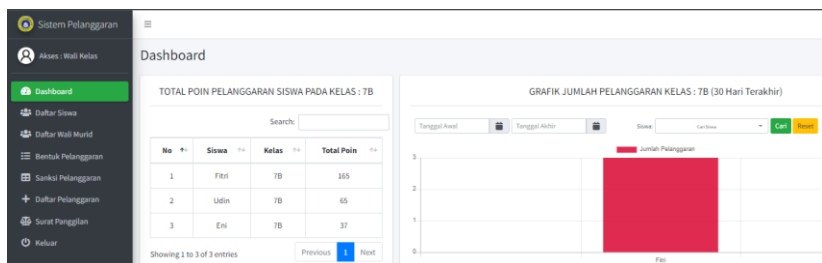 Sistem Pelanggaran
Akses : Wali Kelas
Dashboard
Daftar Siswa
Daftar Wali Murid
Bentuk Pelanggaran
Sanksi Pelanggaran
Daftar Pelanggaran
Surat Panggilan
Keluar
Dashboard
TOTAL POIN PELANGGARAN SISWA PADA KELAS : 7B
Search:
No Siswa Kelas Total Poin
1 Fitri 7B 165
2 Udin 7B 65
3 Eni 7B 37
Showing 1 to 3 of 3 entries
Previous 1 Next
GRAFIK JUMLAH PELANGGARAN KELAS : 7B (30 Hari Terakhir)
Tanggal Awal Tanggal Akhir Siswa: Cari Siswa Cari Reset
Jumlah Pelanggaran
3
2
1
0